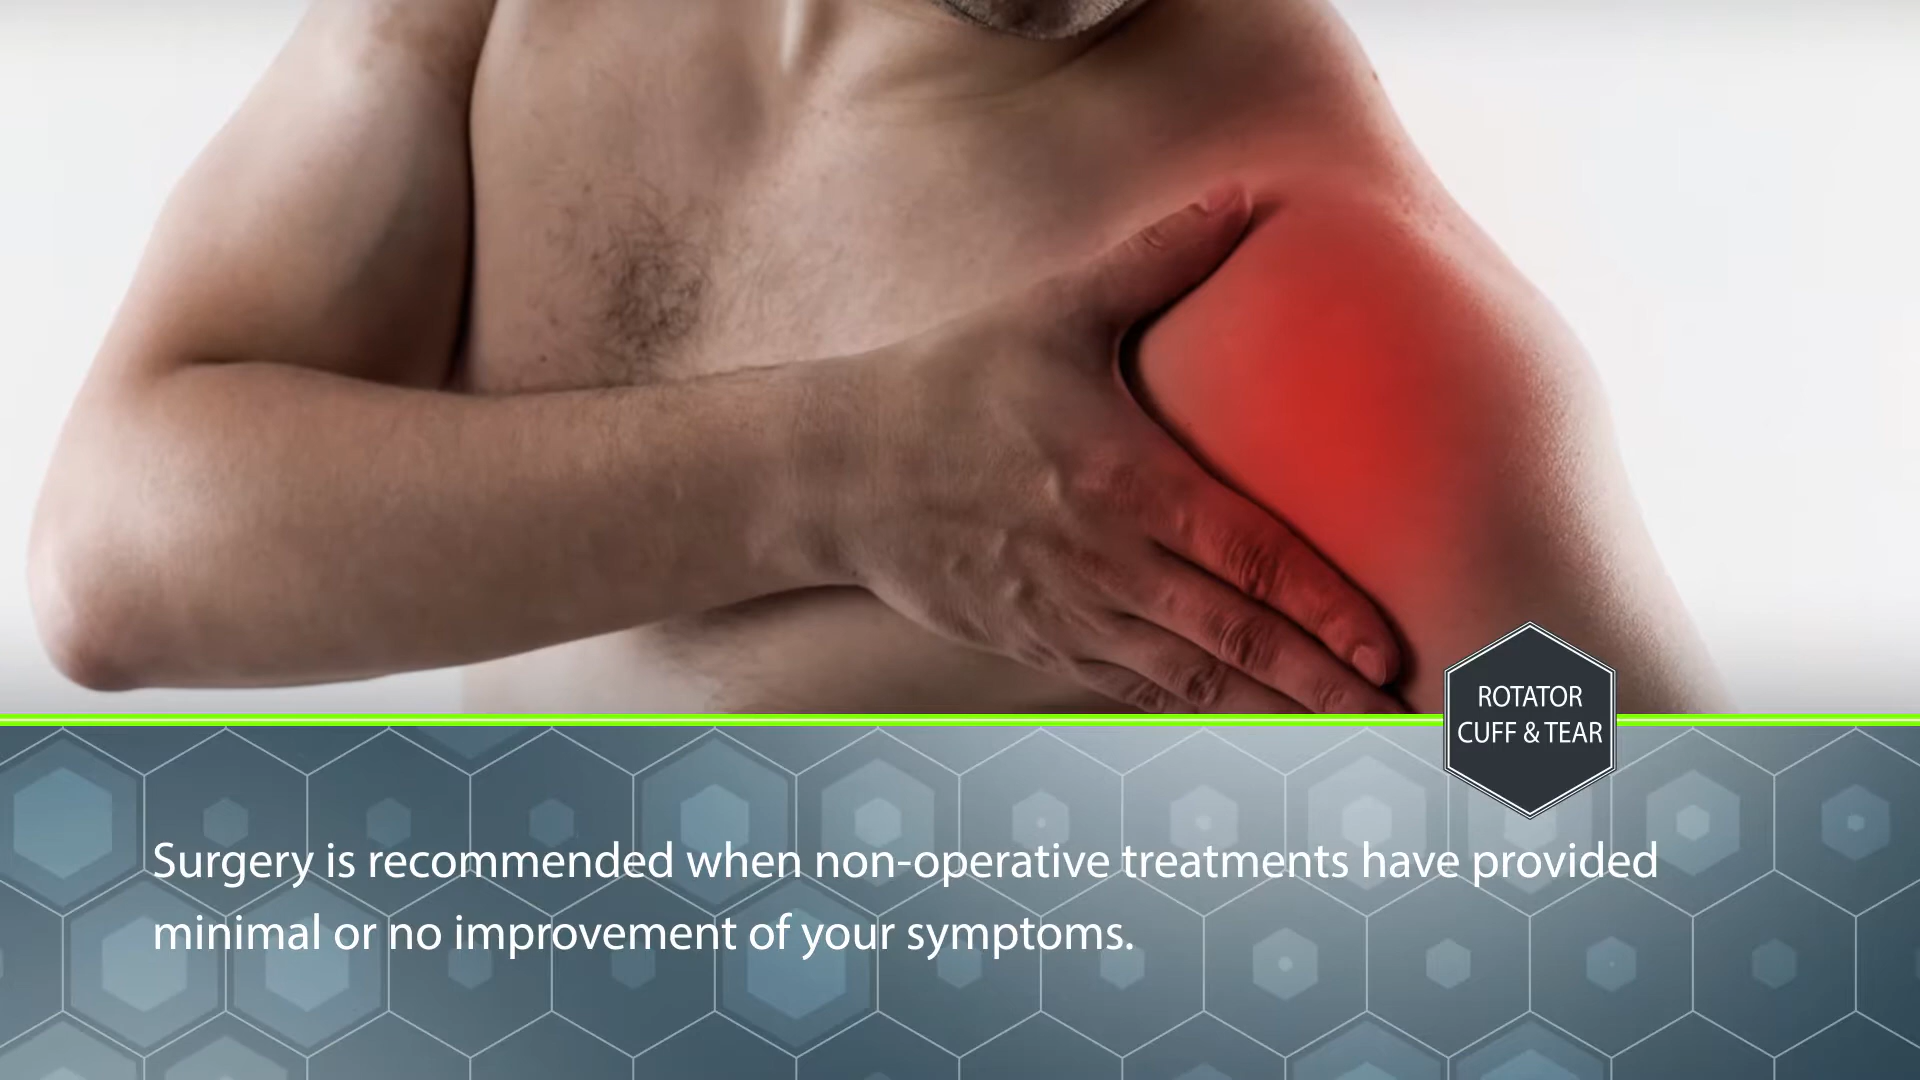 ROTATOR
CUFF & TEAR
Surgery is recommended when non-operative treatments have provided
minimal or no improvement of your symptoms.